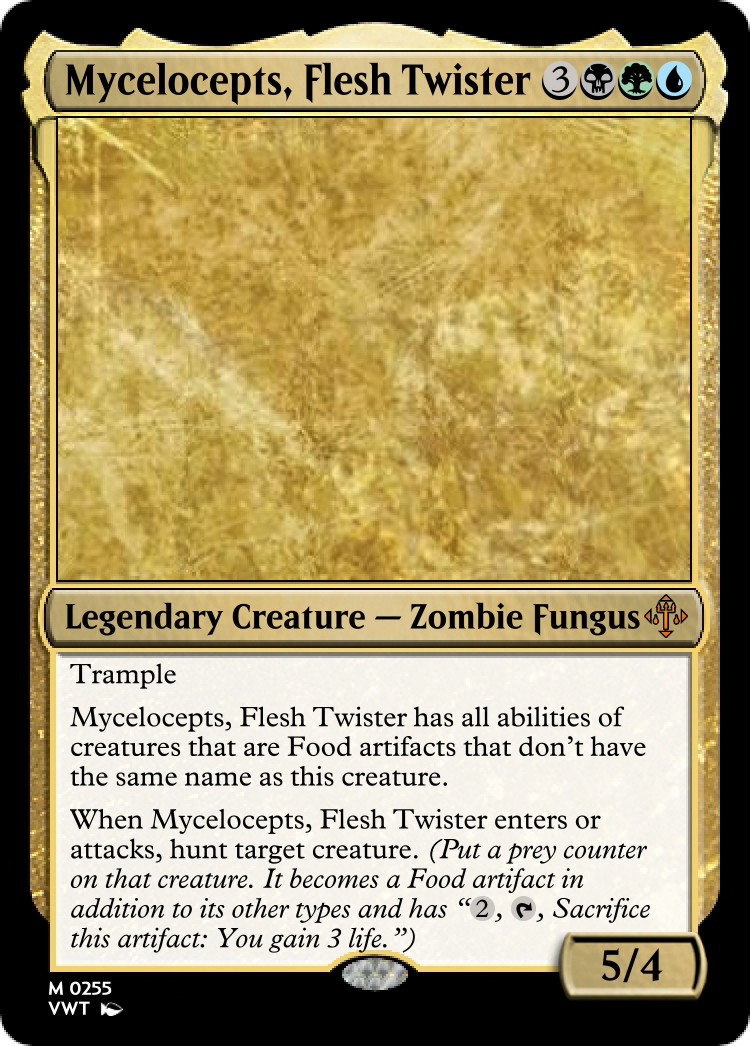 Mycelocepts, Flesh Twister 3
Legendary Creature — Zombie Fungus
Trample
Mycelocepts, Flesh Twister has all abilities of
creatures that are Food artifacts that don't have
the same name as this creature.
When Mycelocepts, Flesh Twister enters or
attacks, hunt target creature. (Put a prey counter
on that creature. It becomes a Food artifact in
addition to its other types and has “2, , Sacrifice
this artifact: You gain 3 life.”)
5/4
M 0255
VWT